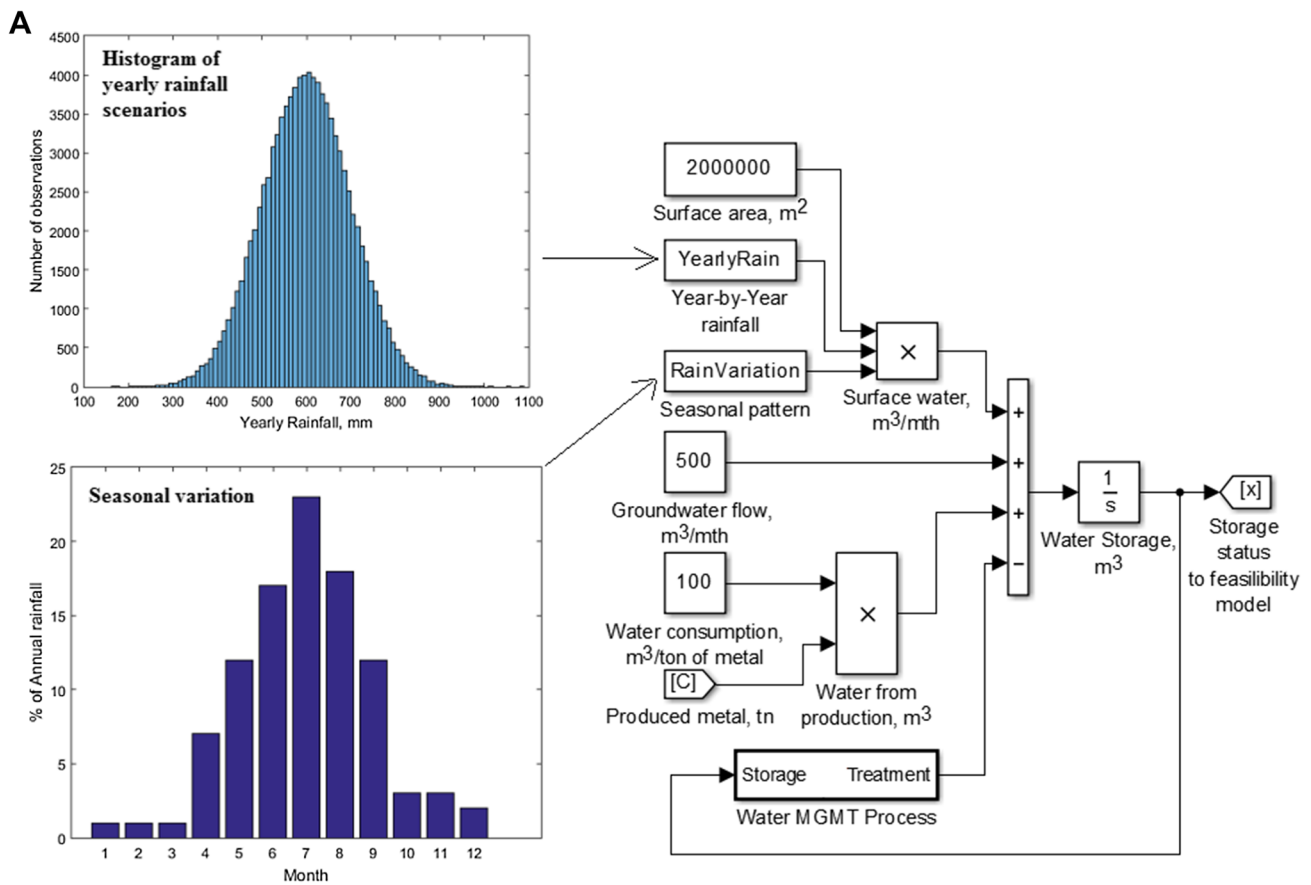 A
Histogram of
yearly rainfall
scenarios
Number of observations
4500
4000
3500
3000
2500
2000
1500
1000
500
0
100 200 300 400 500 600 700 800 900 1000 1100
Yearly Rainfall, mm
Seasonal variation
% of Annual rainfall
25
20
15
10
5
0
1 2 3 4 5 6 7 8 9 10 11 12
Month
2000000
Surface area, m²
YearlyRain
Year-by-Year
rainfall
RainVariation
Seasonal pattern
×
Surface water,
m³/mth
500
Groundwater flow,
m³/mth
100
Water consumption,
m³/ton of metal
[C]
Produced metal, tn
×
Water from
production, m³
+
+
+
−
1
s
Water Storage,
m³
[x]
Storage
status
to feasilibility
model
Storage Treatment
Water MGMT Process